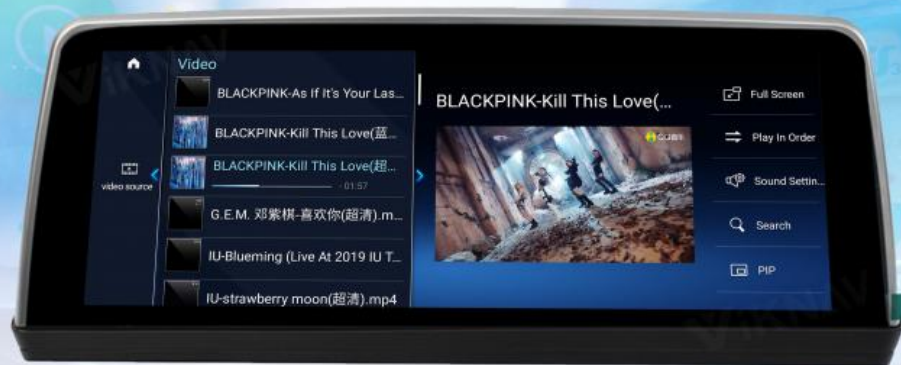 Video
BLACKPINK-As If It's Your Las...
BLACKPINK-Kill This Love(蓝...
BLACKPINK-Kill This Love(超...
- 01:57
G.E.M. 邓紫棋-喜欢你(超清).m...
IU-Blueming (Live At 2019 IU T...
IU-strawberry moon(超清).mp4
video source
BLACKPINK-Kill This Love(...
Full Screen
Play In Order
Sound Settin...
Search
PIP
ViKNAV
ViKNAV